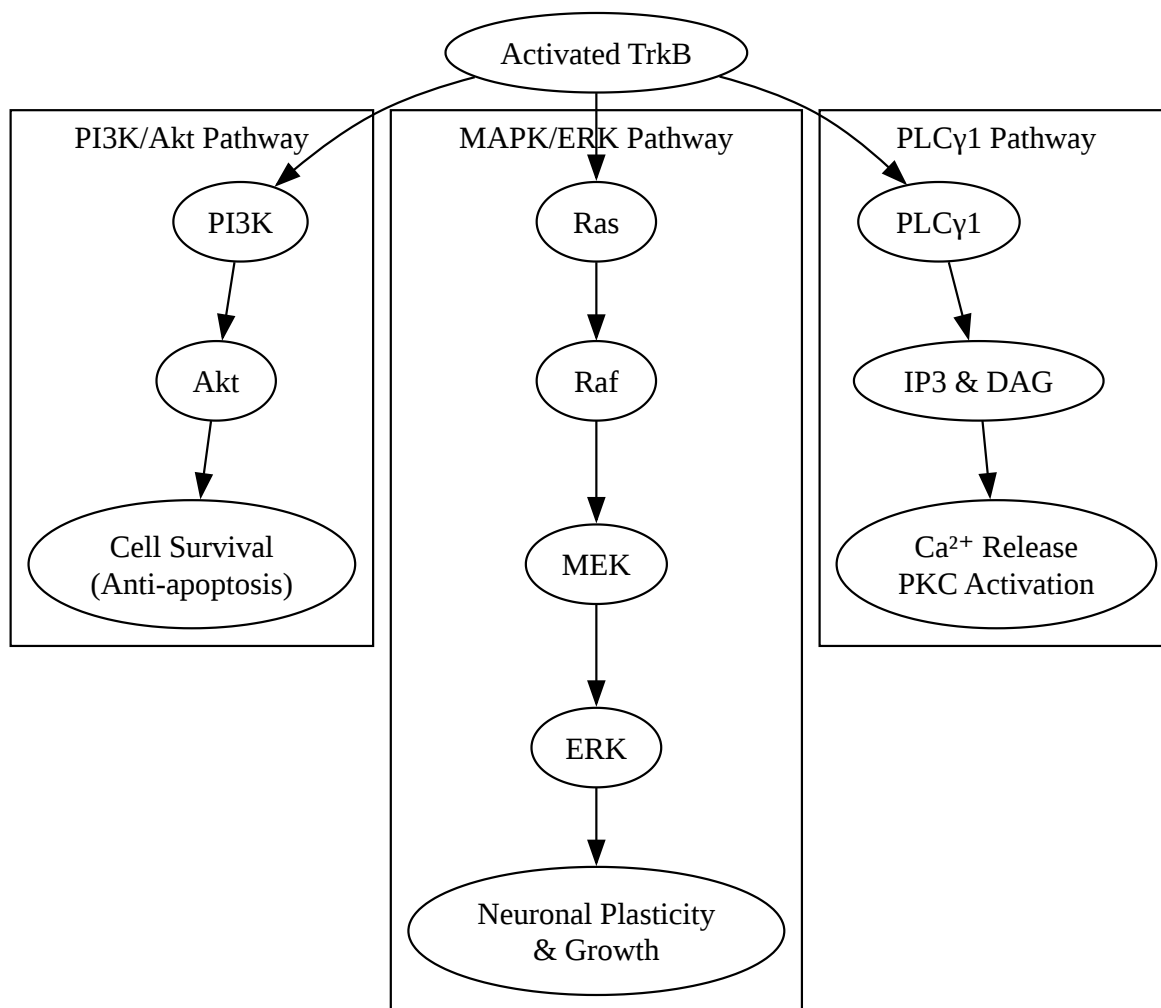 Activated TrkB
PI3K/Akt Pathway
PI3K
Akt
Cell Survival
(Anti-apoptosis)
MAPK/ERK Pathway
Ras
Raf
MEK
ERK
Neuronal Plasticity
& Growth
PLCγ1 Pathway
PLCγ1
IP3 & DAG
Ca²⁺ Release
PKC Activation